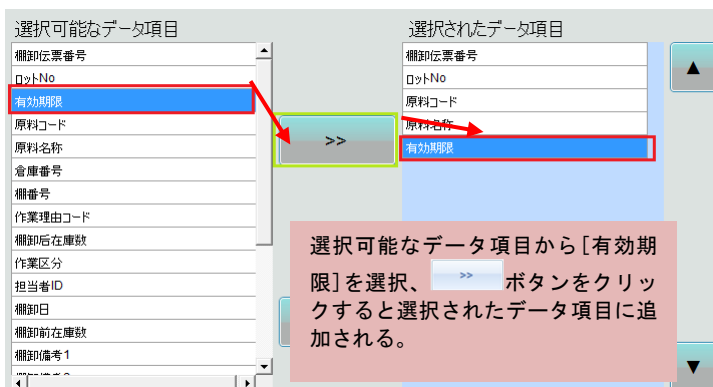 選択可能なデータ項目
棚卸伝票番号
ロットNo
有効期限
原料コード
原料名称
倉庫番号
棚番号
作業理由コード
棚卸后在庫数
作業区分
担当者ID
棚卸日
棚卸前在庫数
棚卸備考1
>>
選択されたデータ項目
棚卸伝票番号
ロットNo
原料コード
原料名称
有効期限
▲
▼
選択可能なデータ項目から[有効期
限]を選択、 >> ボタンをクリッ
クすると選択されたデータ項目に追
加される。